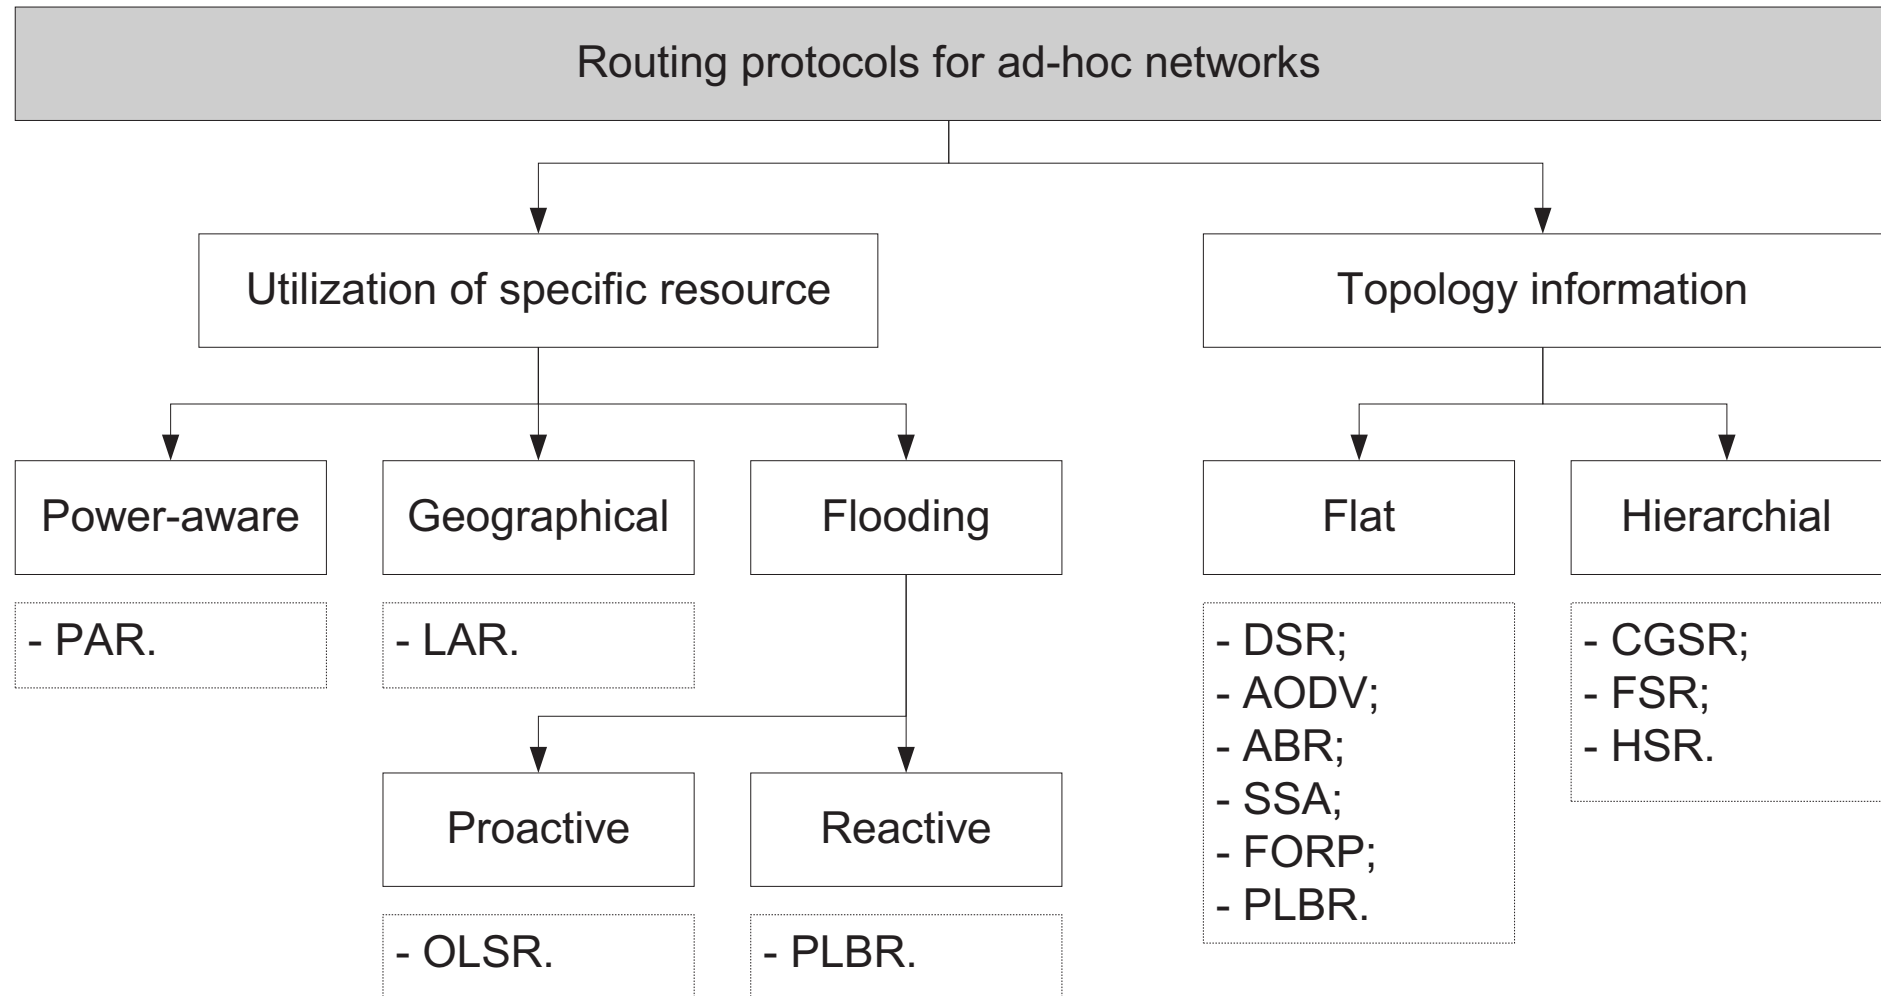 Routing protocols for ad-hoc networks
Utilization of specific resource
Topology information
Power-aware
Geographical
Flooding
Flat
Hierarchial
- PAR.
- LAR.
- DSR;
- AODV;
- ABR;
- SSA;
- FORP;
- PLBR.
- CGSR;
- FSR;
- HSR.
Proactive
Reactive
- OLSR.
- PLBR.